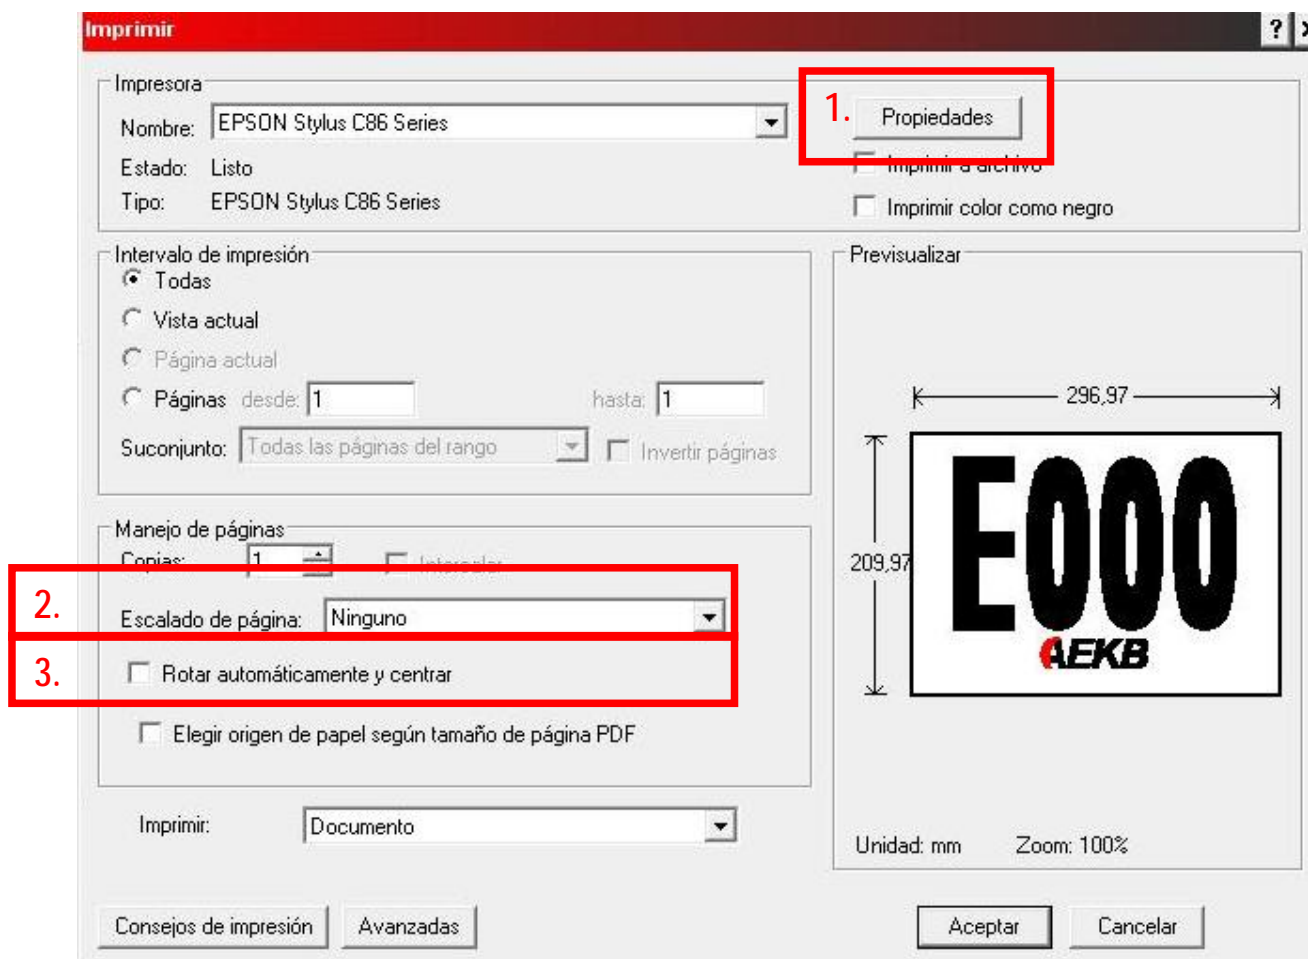 Imprimir
Impresora
Nombre: EPSON Stylus C86 Series
1. Propiedades
Estado: Listo
Imprimir a archivo
Tipo: EPSON Stylus C86 Series
Imprimir color como negro
Intervalo de impresión
Todas
Vista actual
Página actual
Páginas desde: 1 hasta: 1
Suconjunto: Todas las páginas del rango Invertir páginas
Previsualizar
296,97
209,97
E000
AEKB
Manejo de páginas
Copias: 1 Intercalar
2. Escalado de página: Ninguno
3. Rotar automáticamente y centrar
Elegir origen de papel según tamaño de página PDF
Imprimir: Documento
Unidad: mm Zoom: 100%
Consejos de impresión Avanzadas Aceptar Cancelar